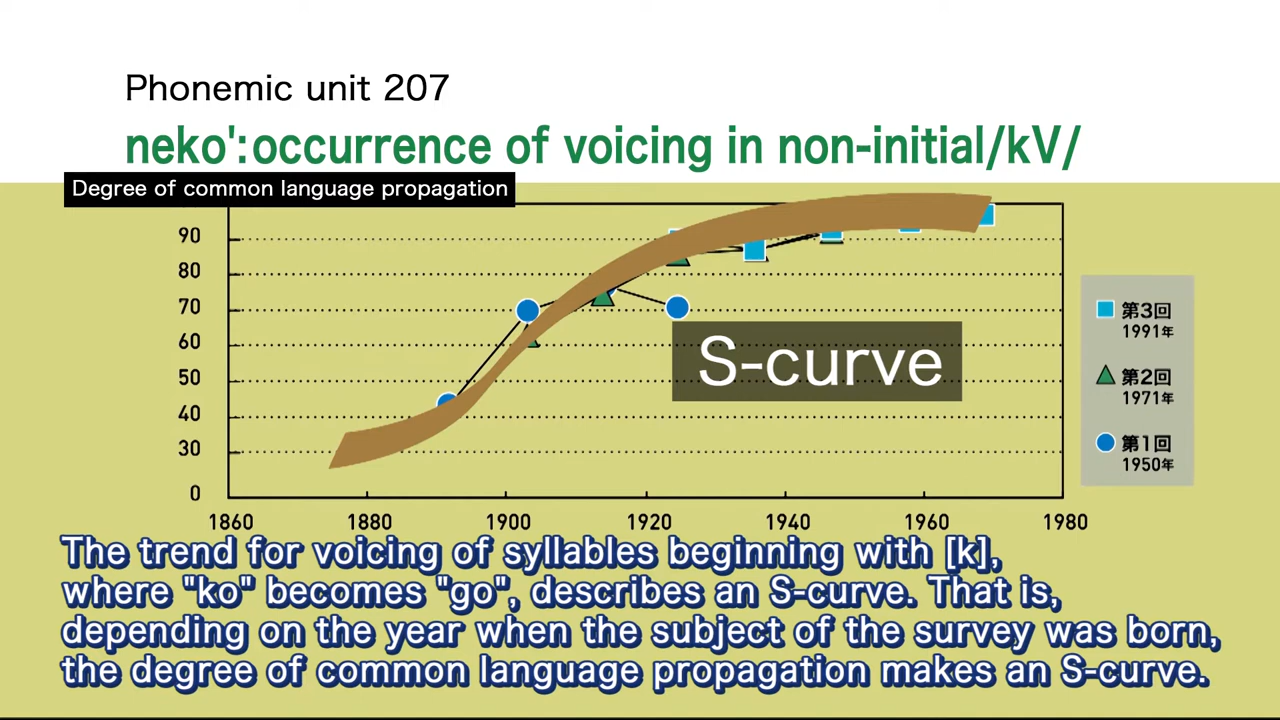 Phonemic unit 207
neko':occurrence of voicing in non-initial/kV/
Degree of common language propagation
90
80
70
60
50
40
30
0
1860 1880 1900 1920 1940 1960 1980
S-curve
第3回
1991年
第2回
1971年
第1回
1950年
The trend for voicing of syllables beginning with [k],
where "ko" becomes "go", describes an S-curve. That is,
depending on the year when the subject of the survey was born,
the degree of common language propagation makes an S-curve.